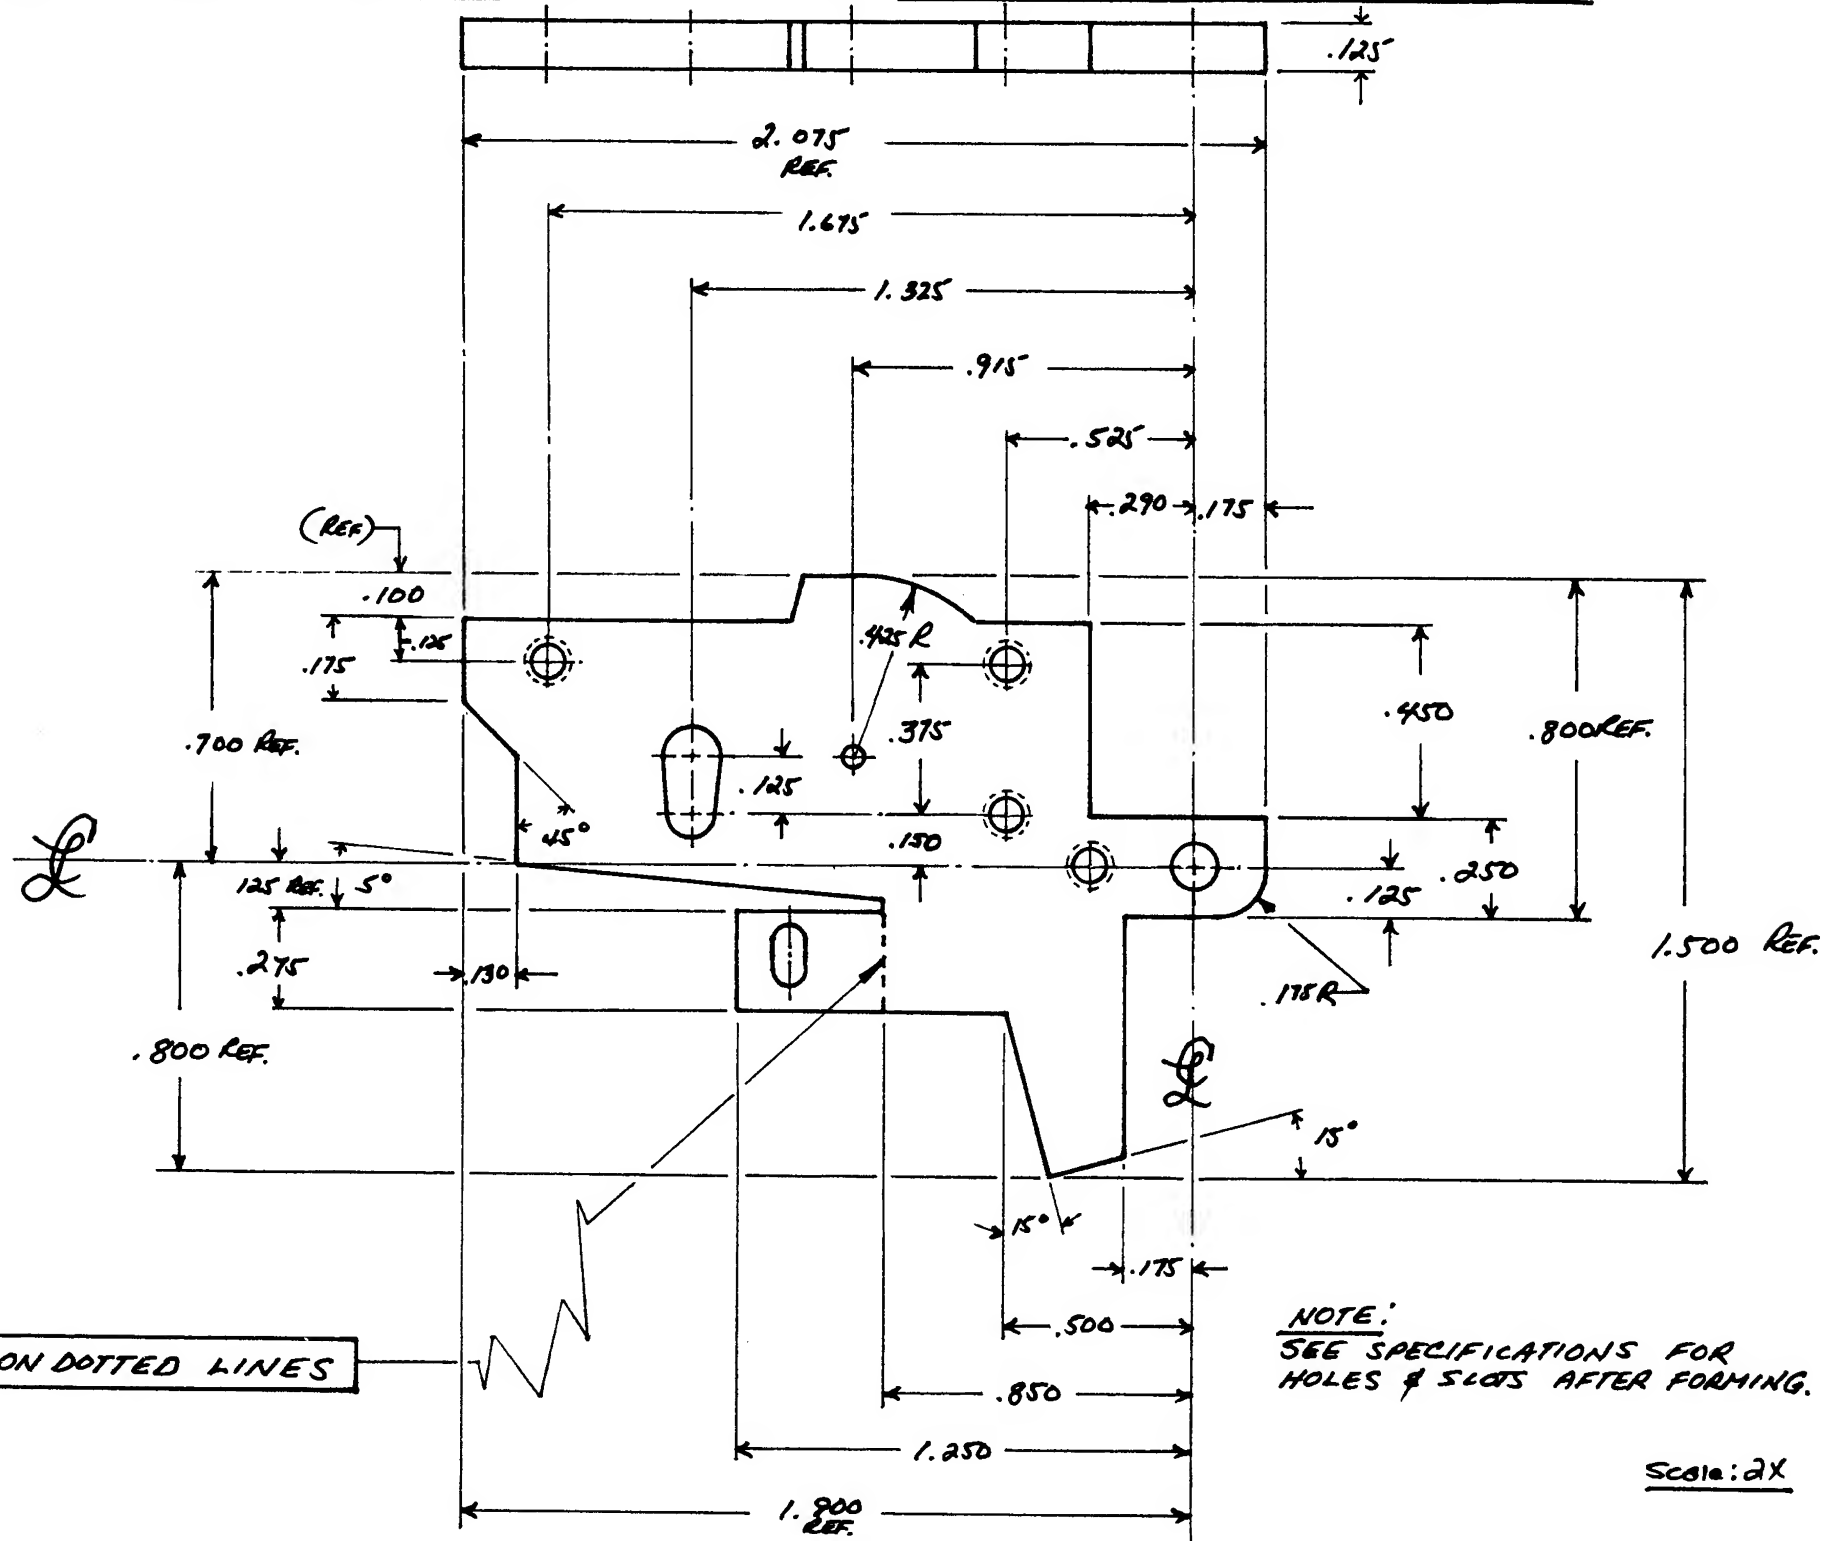 .125
2.075
REF.
1.675
1.325
.915
.525
.290
.175
(REF)
.100
.125
.175
.425 R
.375
.450
.800 REF.
.700 REF.
.125
45°
.150
℄
.125 REF.
5°
.250
.125
1.500 REF.
.275
.130
.175 R
.800 REF.
℄
15°
15°
.175
.500
NOTE:
SEE SPECIFICATIONS FOR
HOLES & SLOTS AFTER FORMING.
ON DOTTED LINES
.850
1.250
Scale: 2X
1.900
REF.